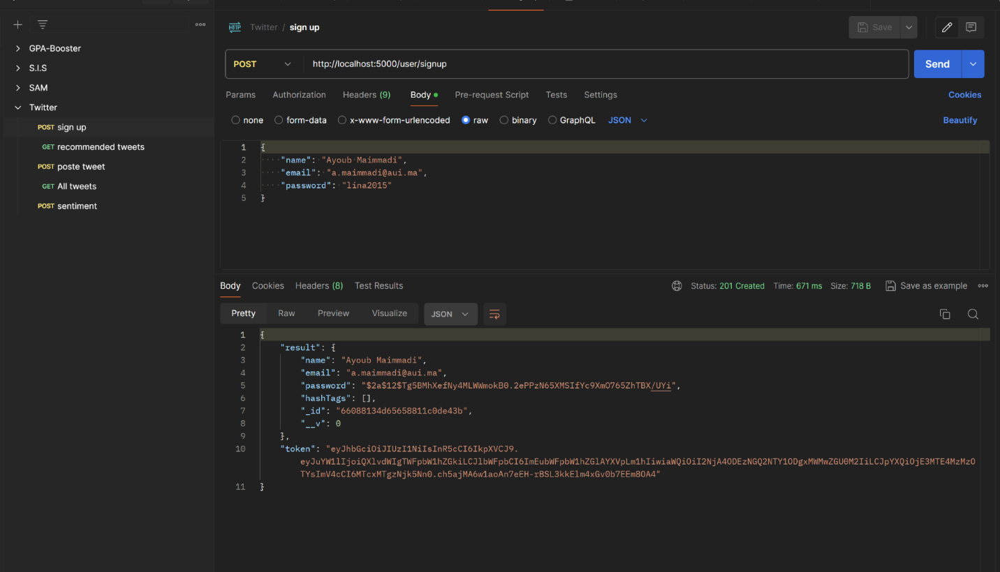 Twitter / sign up
Save
GPA-Booster
S.I.S
SAM
Twitter
POST sign up
GET recommended tweets
POST poste tweet
GET All tweets
POST sentiment
HTTP
POST http://localhost:5000/user/signup
Send
Params Authorization Headers (9) Body Pre-request Script Tests Settings Cookies
none form-data x-www-form-urlencoded raw binary GraphQL JSON Beautify
1 {
2 "name": "Ayoub Maimmadi",
3 "email": "a.maimmadi@aui.ma",
4 "password": "lina2015"
5 }
Body Cookies Headers (8) Test Results Status: 201 Created Time: 671 ms Size: 718 B Save as example
Pretty Raw Preview Visualize JSON
1 {
2 "result": {
3 "name": "Ayoub Maimmadi",
4 "email": "a.maimmadi@aui.ma",
5 "password": "$2a$12$Tg5BMhXefNy4MLWWmokB0.2ePPzN65XMSIfYc9XmO765ZhTBX/UYi",
6 "hashTags": [],
7 "_id": "66088134d65658811c0de43b",
8 "__v": 0
9 },
10 "token": "eyJhbGciOiJIUzI1NiIsInR5cCI6IkpXVCJ9.
eyJuYW1lIjoiQXlvdWIgTWFpbW1hZGkiLCJlbWFpbCI6ImEubWFpbW1hZGlAYXVpLm1hIiwiaWQiOiI2NjA4ODEzNGQ2NTY1ODgxMWMwZGU0M2IiLCJpYXQiOjE3MTE4MzMzO
TYsImV4cCI6MTcxMTgzNjk5Nn0.ch5ajMA6w1aoAn7eEH-rBSL3kkElm4xGv0b7EEm8OA4"
11 }